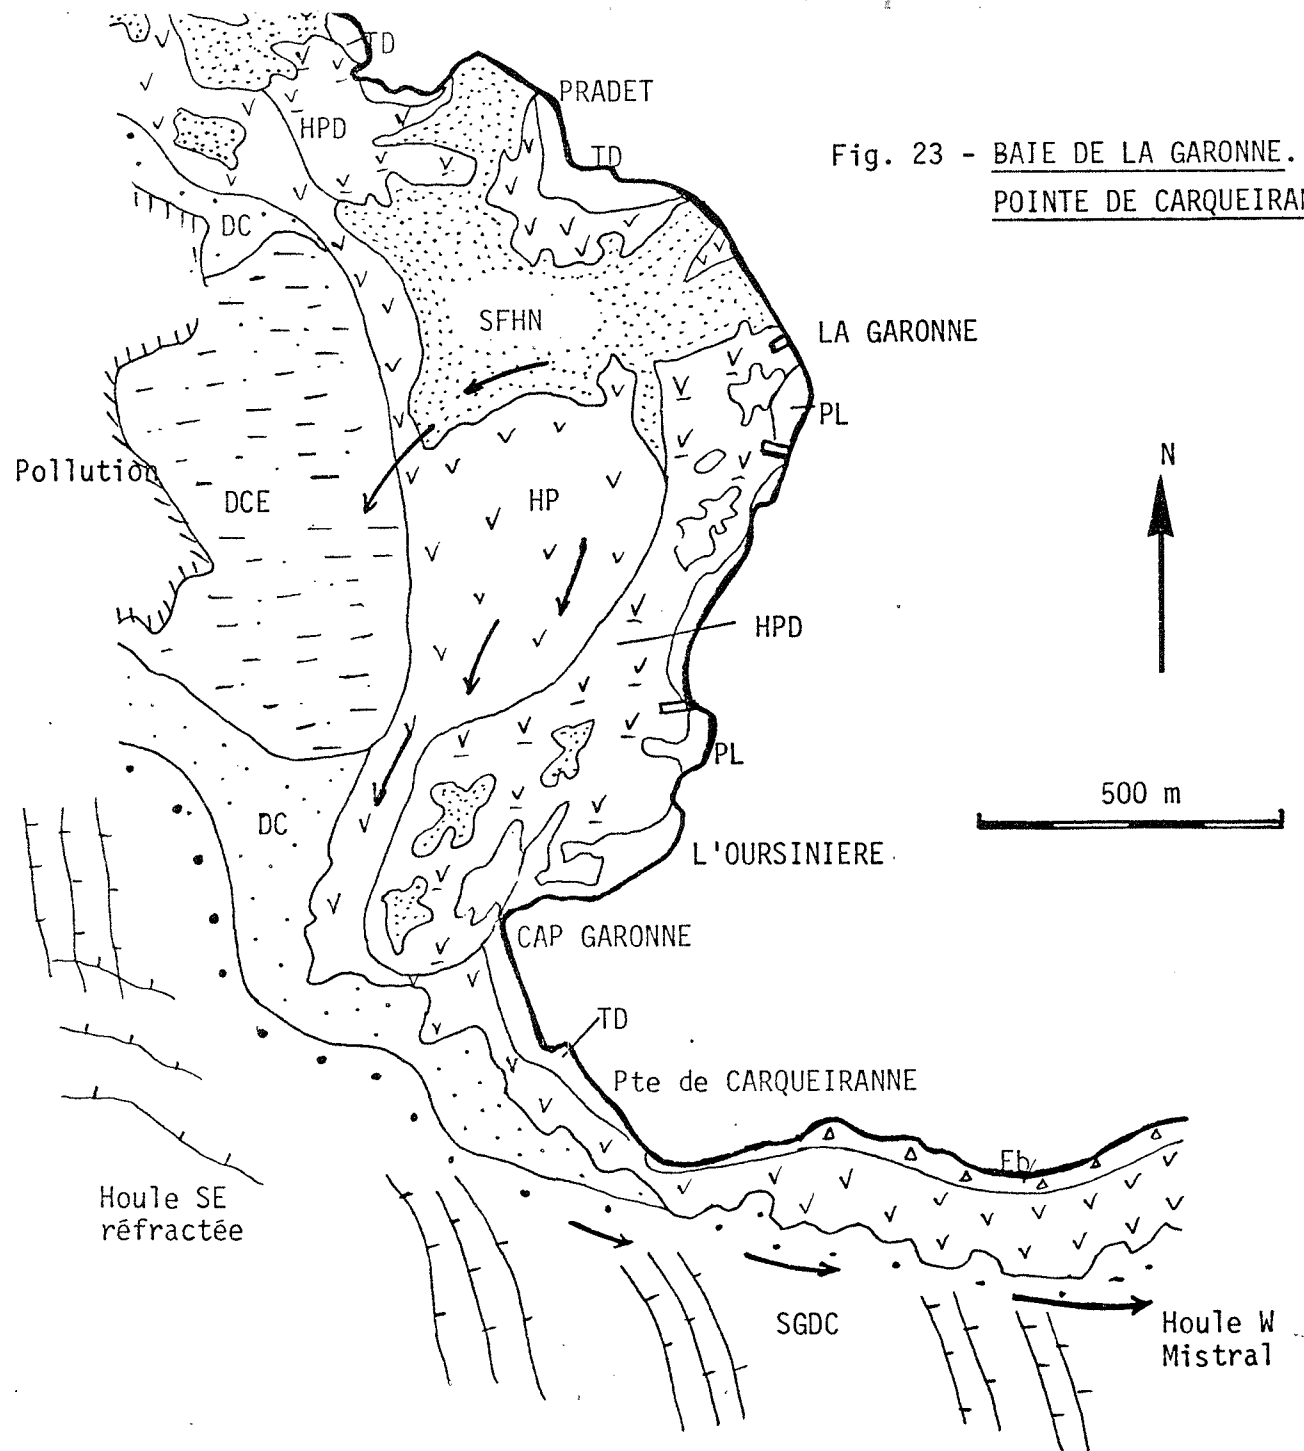 TD
PRADET
HPD
TD
Fig. 23 - BAIE DE LA GARONNE.
POINTE DE CARQUEIRAN
DC
SFHN
LA GARONNE
PL
N
Pollution
DCE
HP
HPD
PL
500 m
DC
L'OURSINIERE
CAP GARONNE
TD
Pte de CARQUEIRANNE
Eb
Houle SE
réfractée
SGDC
Houle W
Mistral